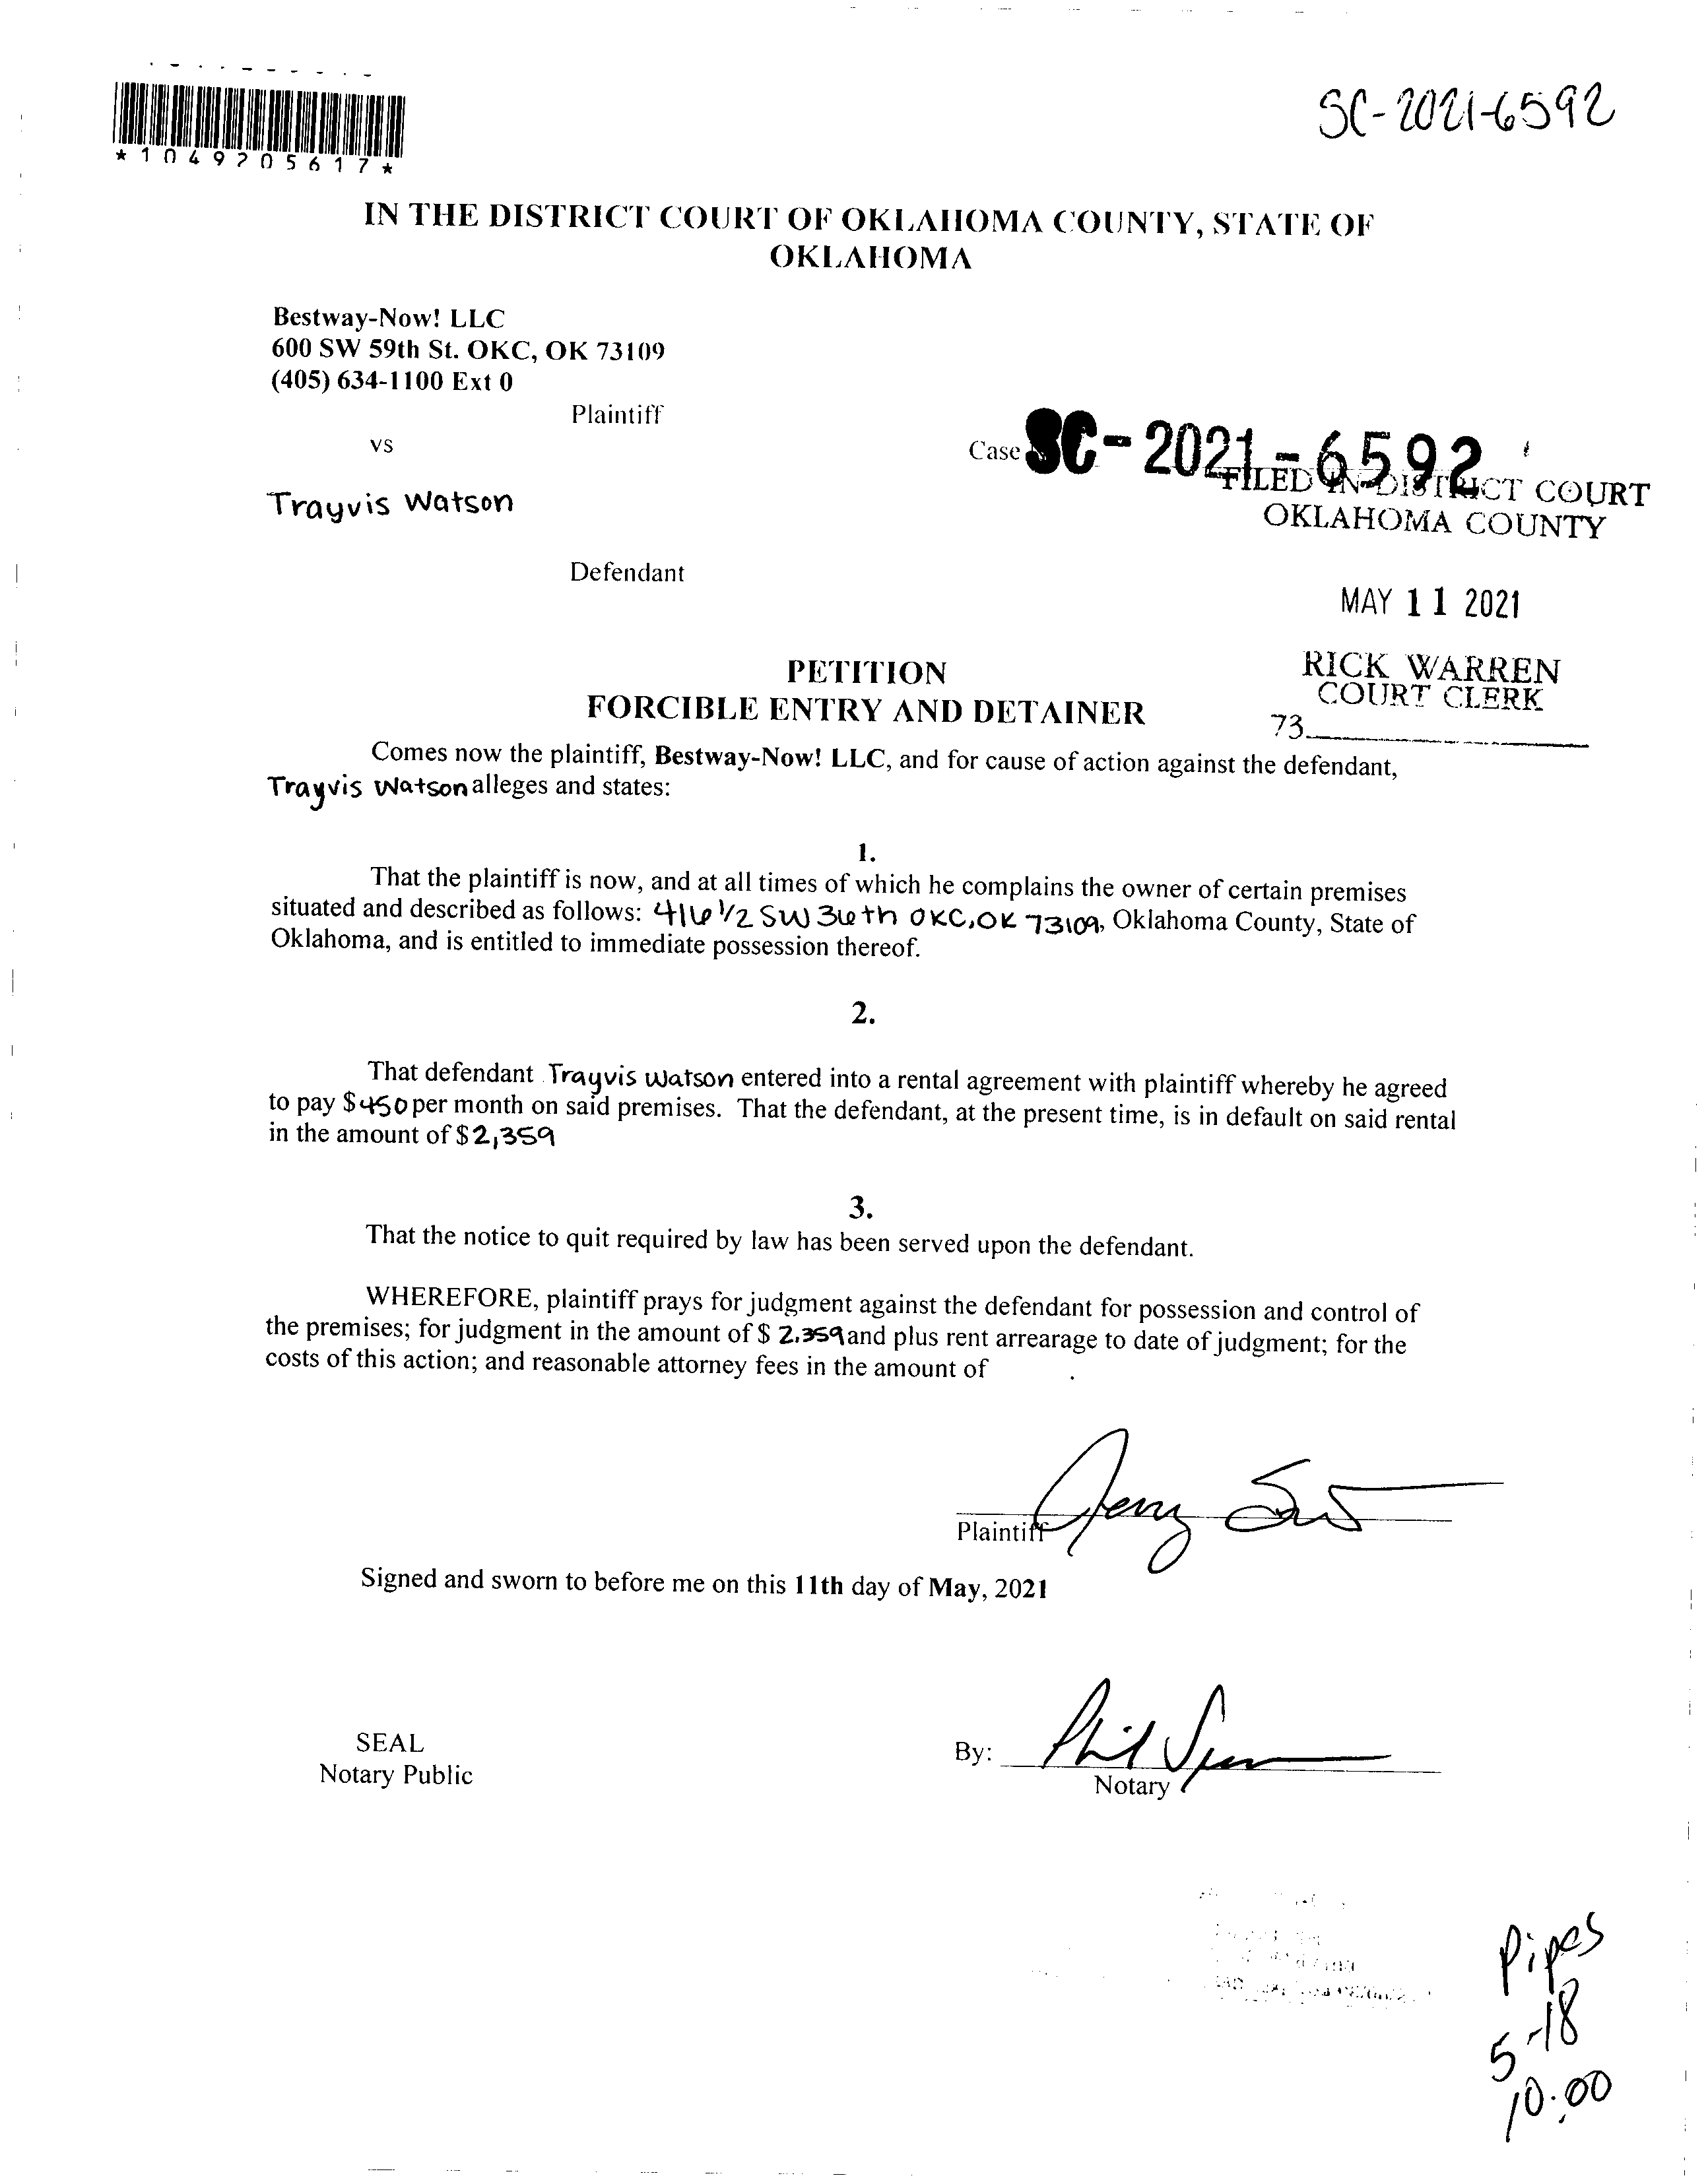 SC-2021-6592
*1049205617*
IN THE DISTRICT COURT OF OKLAHOMA COUNTY, STATE OF
OKLAHOMA
Bestway-Now! LLC
600 SW 59th St. OKC, OK 73109
(405) 634-1100 Ext 0
Plaintiff
vs
Case SC-2021-6592
FILED IN DISTRICT COURT
OKLAHOMA COUNTY
Trayvis Watson
Defendant
MAY 11 2021
RICK WARREN
COURT CLERK
73
PETITION
FORCIBLE ENTRY AND DETAINER
Comes now the plaintiff, Bestway-Now! LLC, and for cause of action against the defendant,
Trayvis Watson alleges and states:
1.
That the plaintiff is now, and at all times of which he complains the owner of certain premises
situated and described as follows: 416 1/2 SW 36th OKC, OK 73109, Oklahoma County, State of
Oklahoma, and is entitled to immediate possession thereof.
2.
That defendant Trayvis Watson entered into a rental agreement with plaintiff whereby he agreed
to pay $450 per month on said premises. That the defendant, at the present time, is in default on said rental
in the amount of $2,359
3.
That the notice to quit required by law has been served upon the defendant.
WHEREFORE, plaintiff prays for judgment against the defendant for possession and control of
the premises; for judgment in the amount of $ 2,359 and plus rent arrearage to date of judgment; for the
costs of this action; and reasonable attorney fees in the amount of .
Plaintiff
Signed and sworn to before me on this 11th day of May, 2021
SEAL
Notary Public
By: Phil
Notary
Pipes
5-18
10:00